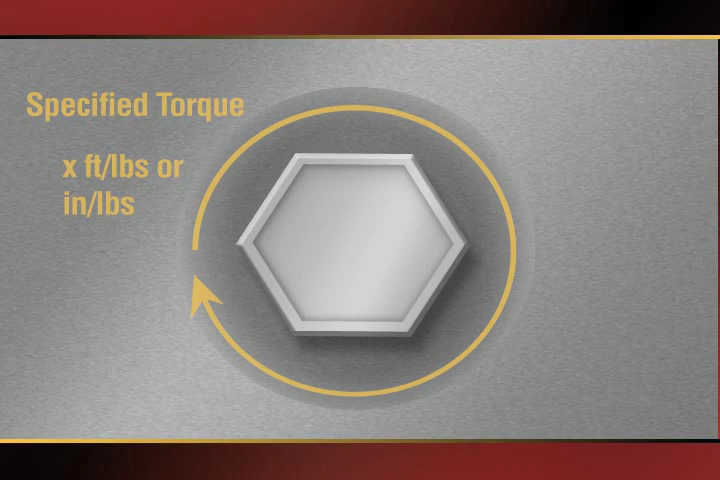 Specified Torque
x ft/lbs or
in/lbs